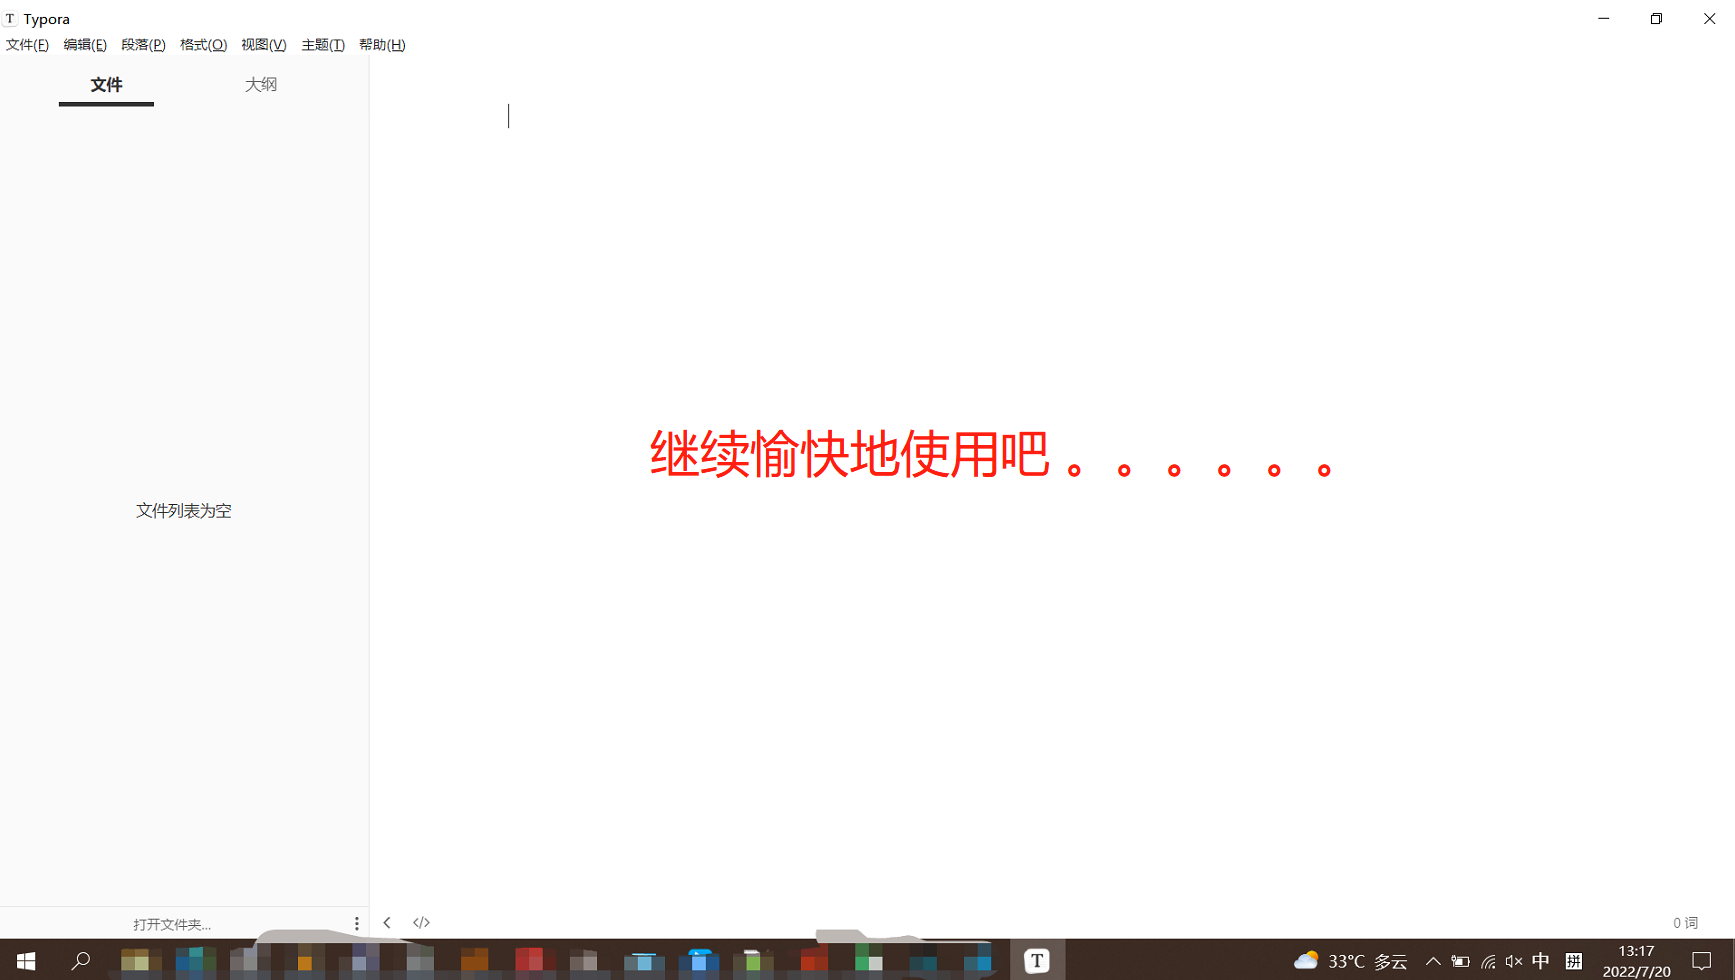 Typora
文件(F) 编辑(E) 段落(P) 格式(O) 视图(V) 主题(T) 帮助(H)
文件 大纲
继续愉快地使用吧。。。。。。
文件列表为空
打开文件夹... </> 0 词
T 33°C 多云 中 拼 13:17
2022/7/20